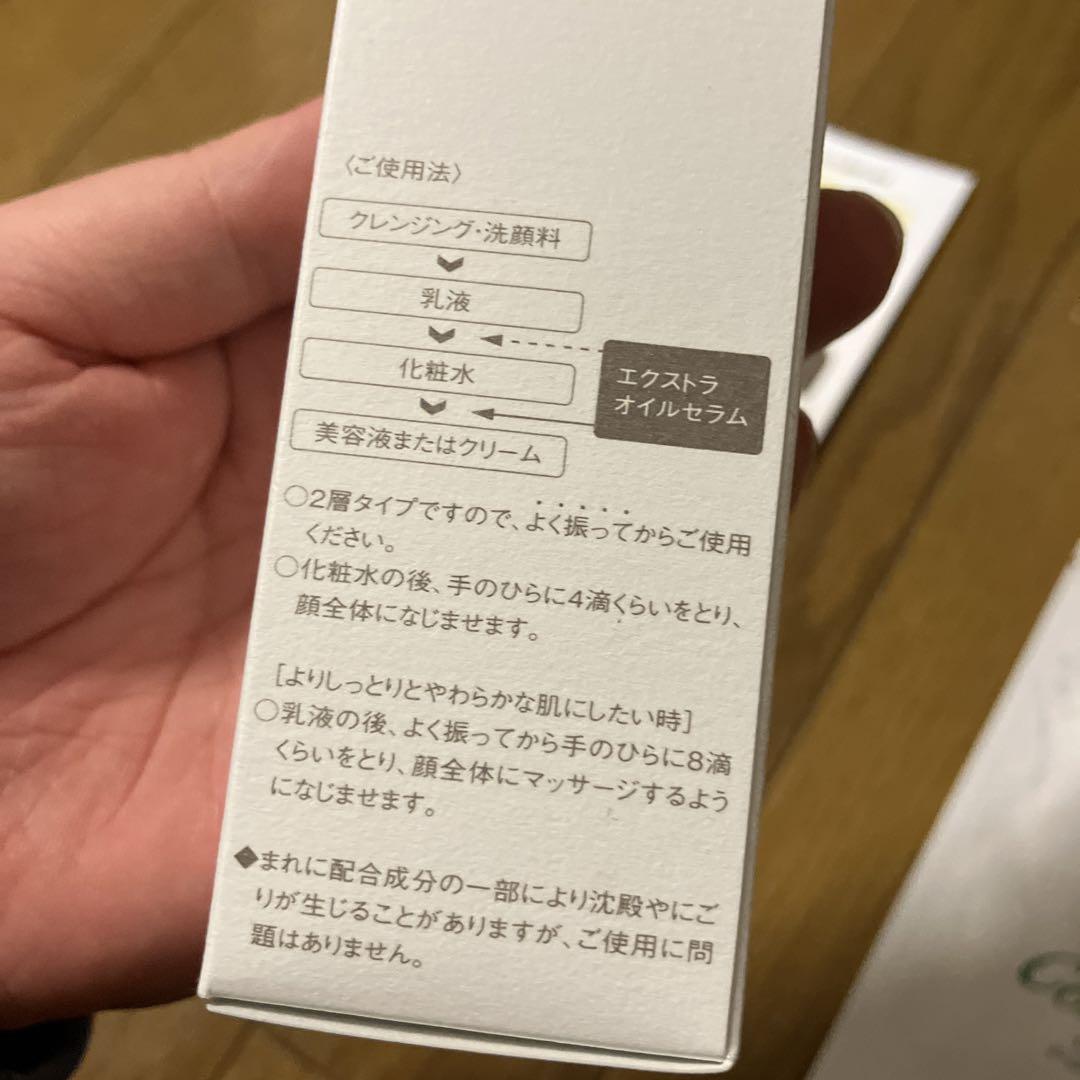 〈ご使用法〉
クレンジング・洗顔料
乳液
化粧水
美容液またはクリーム
エクストラ
オイルセラム
○2層タイプですので、よく振ってからご使用
ください。
○化粧水の後、手のひらに4滴くらいをとり、
顔全体になじませます。
[よりしっとりとやわらかな肌にしたい時]
○乳液の後、よく振ってから手のひらに8滴
くらいをとり、顔全体にマッサージするよう
になじませます。
◆まれに配合成分の一部により沈殿やにご
りが生じることがありますが、ご使用に問
題はありません。